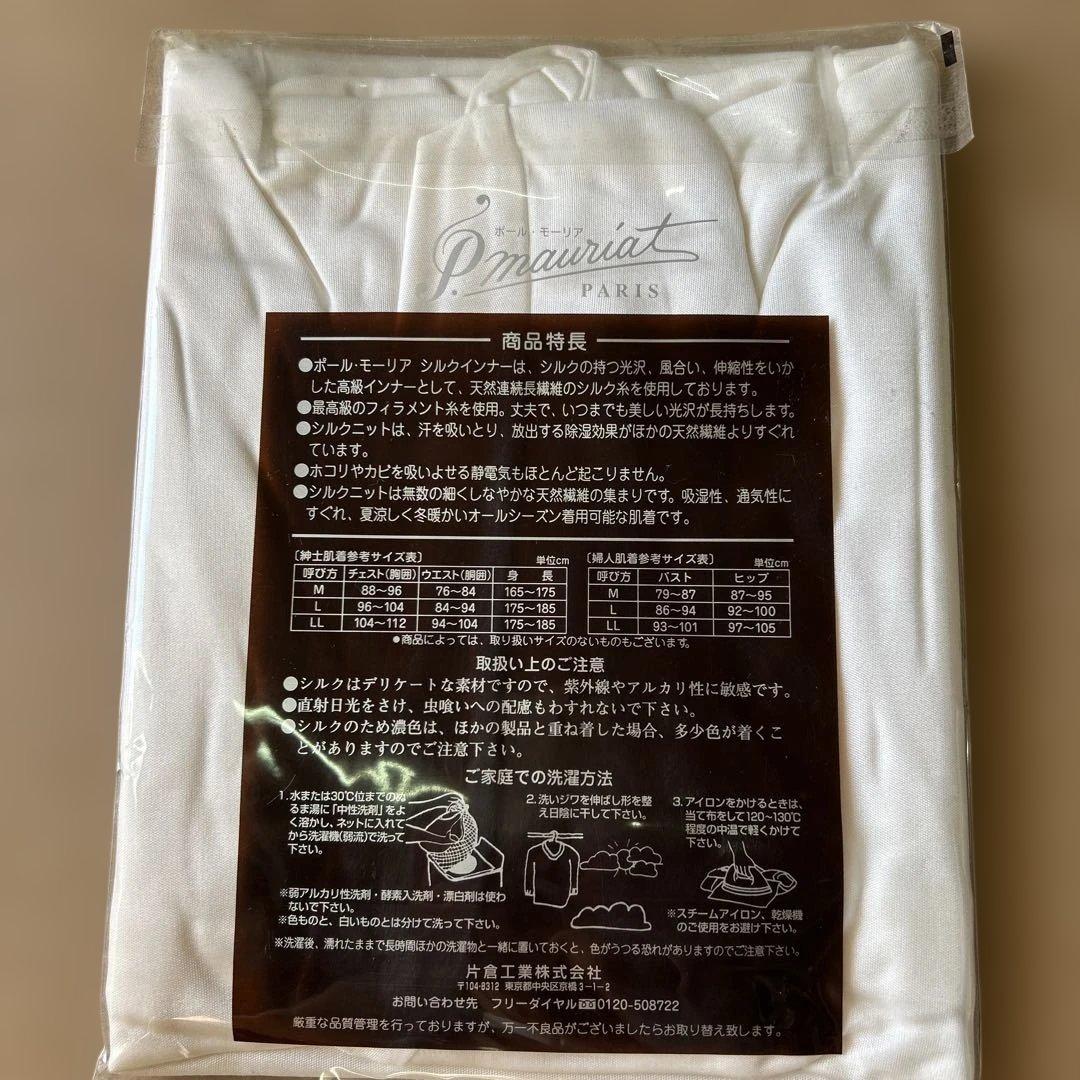 ポール・モーリア
P. mauriat
PARIS
商品特長
●ポール・モーリア シルクインナーは、シルクの持つ光沢、風合い、伸縮性をいか
した高級インナーとして、天然連続長繊維のシルク糸を使用しております。
●最高級のフィラメント糸を使用。丈夫で、いつまでも美しい光沢が長持ちします。
●シルクニットは、汗を吸いとり、放出する除湿効果がほかの天然繊維よりすぐれ
ています。
●ホコリやカビを吸いよせる静電気もほとんど起こりません。
●シルクニットは無数の細くしなやかな天然繊維の集まりです。吸湿性、通気性に
すぐれ、夏涼しく冬暖かいオールシーズン着用可能な肌着です。
〔紳士肌着参考サイズ表〕 単位cm
呼び方 チェスト(胸囲) ウエスト(胴囲) 身 長
M 88〜96 76〜84 165〜175
L 96〜104 84〜94 175〜185
LL 104〜112 94〜104 175〜185
〔婦人肌着参考サイズ表〕 単位cm
呼び方 バスト ヒップ
M 79〜87 87〜95
L 86〜94 92〜100
LL 93〜101 97〜105
●商品によっては、取り扱いサイズのないものもございます。
取扱い上のご注意
●シルクはデリケートな素材ですので、紫外線やアルカリ性に敏感です。
●直射日光をさけ、虫喰いへの配慮もわすれないで下さい。
●シルクのため濃色は、ほかの製品と重ね着した場合、多少色が着くこ
とがありますのでご注意下さい。
ご家庭での洗濯方法
1.水または30℃位までのぬ
るま湯に「中性洗剤」をよ
く溶かし、ネットに入れて
から洗濯機(弱流)で洗って
下さい。
※弱アルカリ性洗剤・酵素入洗剤・漂白剤は使わ
ないで下さい。
※色ものと、白いものとは分けて洗って下さい。
2.洗いジワを伸ばし形を整
え日陰に干して下さい。
3.アイロンをかけるときは、
当て布をして120〜130℃
程度の中温で軽くかけて
下さい。
※スチームアイロン、乾燥機
のご使用をお避け下さい。
※洗濯後、濡れたままで長時間ほかの洗濯物と一緒に置いておくと、色がうつる恐れがありますのでご注意下さい。
片倉工業株式会社
〒104-8312 東京都中央区京橋3−1−2
お問い合わせ先 フリーダイヤル 0120-508722
厳重な品質管理を行っておりますが、万一不良品がございましたらお取り替え致します。